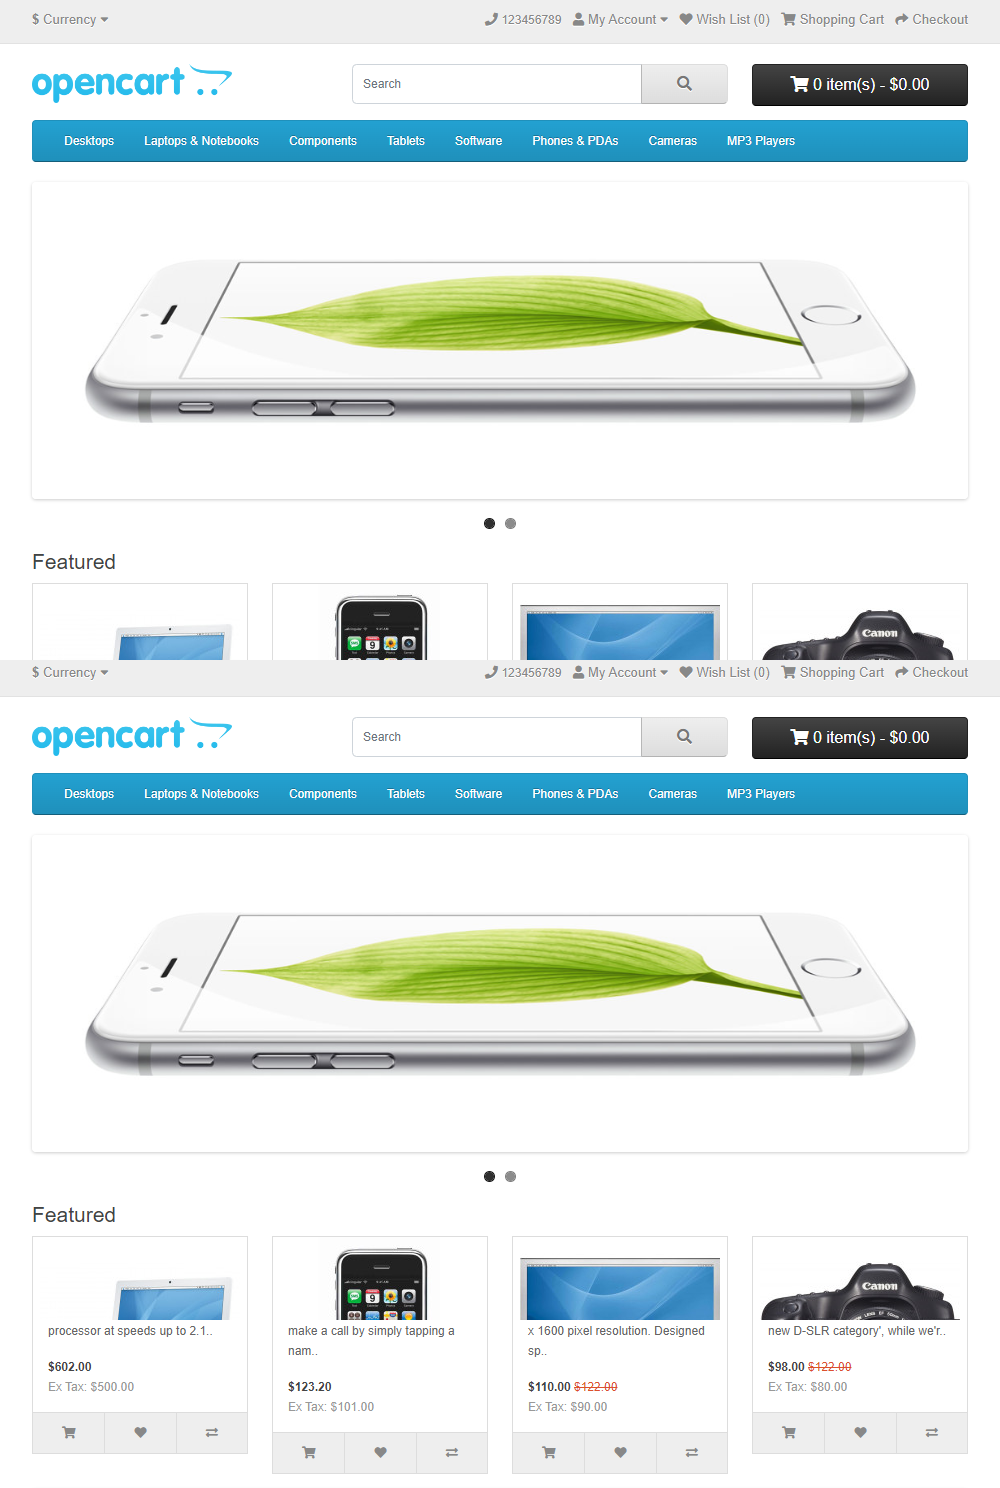 $ Currency
123456789 My Account Wish List (0) Shopping Cart Checkout
opencart
Search
0 item(s) - $0.00
Desktops Laptops & Notebooks Components Tablets Software Phones & PDAs Cameras MP3 Players
Featured
Canon
$ Currency
123456789 My Account Wish List (0) Shopping Cart Checkout
opencart
Search
0 item(s) - $0.00
Desktops Laptops & Notebooks Components Tablets Software Phones & PDAs Cameras MP3 Players
Featured
Canon
processor at speeds up to 2.1..
$602.00
Ex Tax: $500.00
make a call by simply tapping a
nam..
$123.20
Ex Tax: $101.00
x 1600 pixel resolution. Designed
sp..
$110.00 $122.00
Ex Tax: $90.00
new D-SLR category', while we'r..
$98.00 $122.00
Ex Tax: $80.00